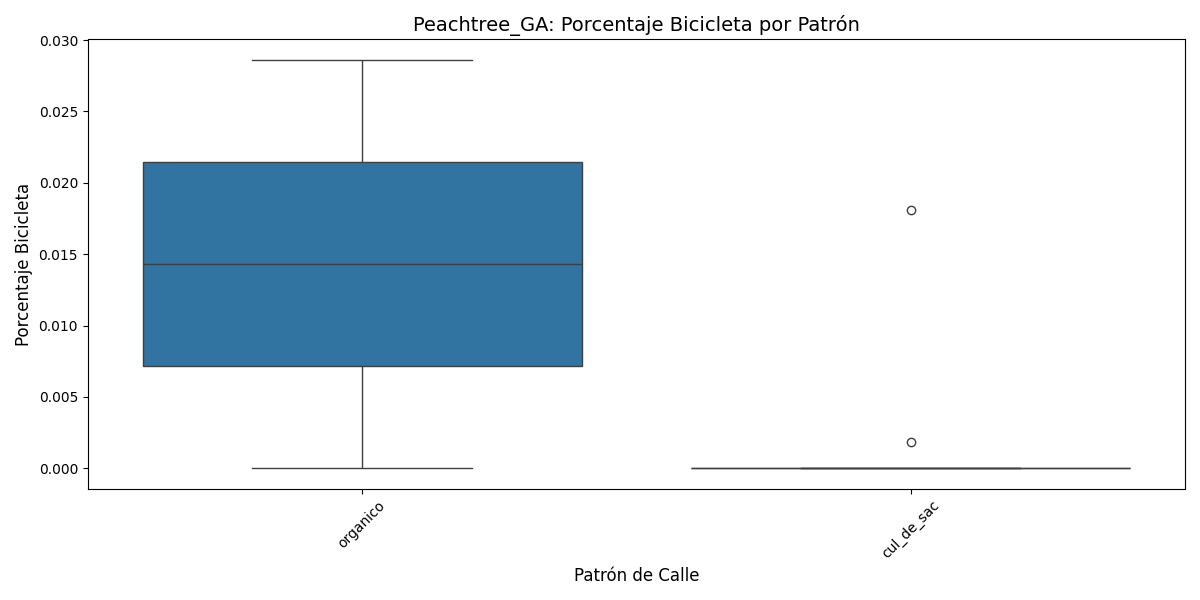 Peachtree_GA: Porcentaje Bicicleta por Patrón
Porcentaje Bicicleta
0.030
0.025
0.020
0.015
0.010
0.005
0.000
organico
cul_de_sac
Patrón de Calle